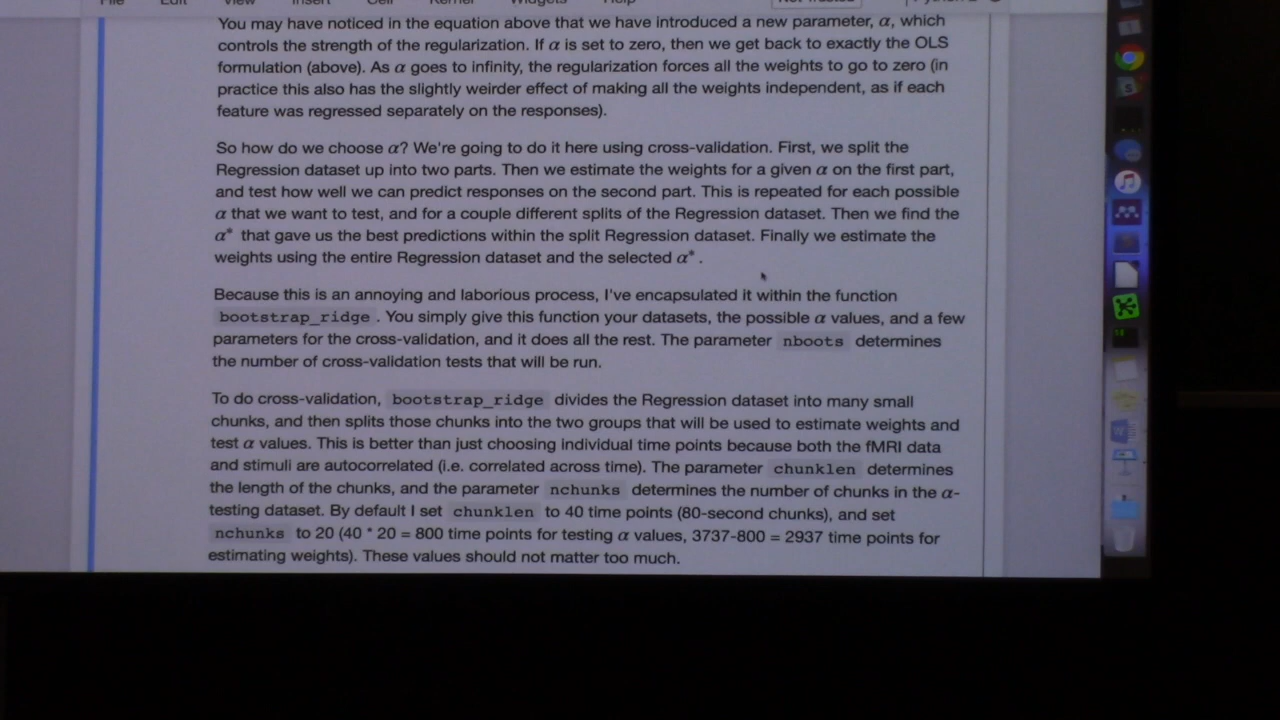 File Edit View Insert Cell Kernel Widgets Help Not Trusted Python 2
You may have noticed in the equation above that we have introduced a new parameter, α, which
controls the strength of the regularization. If α is set to zero, then we get back to exactly the OLS
formulation (above). As α goes to infinity, the regularization forces all the weights to go to zero (in
practice this also has the slightly weirder effect of making all the weights independent, as if each
feature was regressed separately on the responses).
So how do we choose α? We're going to do it here using cross-validation. First, we split the
Regression dataset up into two parts. Then we estimate the weights for a given α on the first part,
and test how well we can predict responses on the second part. This is repeated for each possible
α that we want to test, and for a couple different splits of the Regression dataset. Then we find the
α* that gave us the best predictions within the split Regression dataset. Finally we estimate the
weights using the entire Regression dataset and the selected α*.
Because this is an annoying and laborious process, I've encapsulated it within the function
bootstrap_ridge . You simply give this function your datasets, the possible α values, and a few
parameters for the cross-validation, and it does all the rest. The parameter nboots determines
the number of cross-validation tests that will be run.
To do cross-validation, bootstrap_ridge divides the Regression dataset into many small
chunks, and then splits those chunks into the two groups that will be used to estimate weights and
test α values. This is better than just choosing individual time points because both the fMRI data
and stimuli are autocorrelated (i.e. correlated across time). The parameter chunklen determines
the length of the chunks, and the parameter nchunks determines the number of chunks in the α-
testing dataset. By default I set chunklen to 40 time points (80-second chunks), and set
nchunks to 20 (40 * 20 = 800 time points for testing α values, 3737-800 = 2937 time points for
estimating weights). These values should not matter too much.